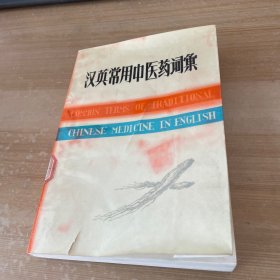 汉英常用中医药词汇
COMMON TERMS OF TRADITIONAL
CHINESE MEDICINE IN ENGLISH